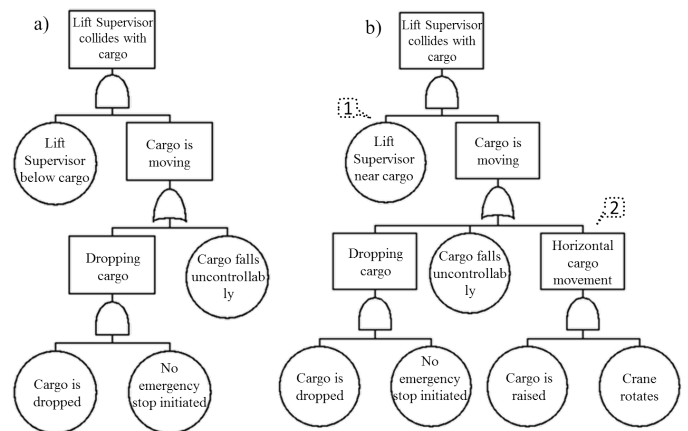 a)
Lift Supervisor
collides with
cargo
Lift
Supervisor
below cargo
Cargo is
moving
Dropping
cargo
Cargo falls
uncontrollab
ly
Cargo is
dropped
No
emergency
stop initiated
b)
Lift Supervisor
collides with
cargo
1
Lift
Supervisor
near cargo
Cargo is
moving
2
Dropping
cargo
Cargo falls
uncontrollab
ly
Horizontal
cargo
movement
Cargo is
dropped
No
emergency
stop initiated
Cargo is
raised
Crane
rotates